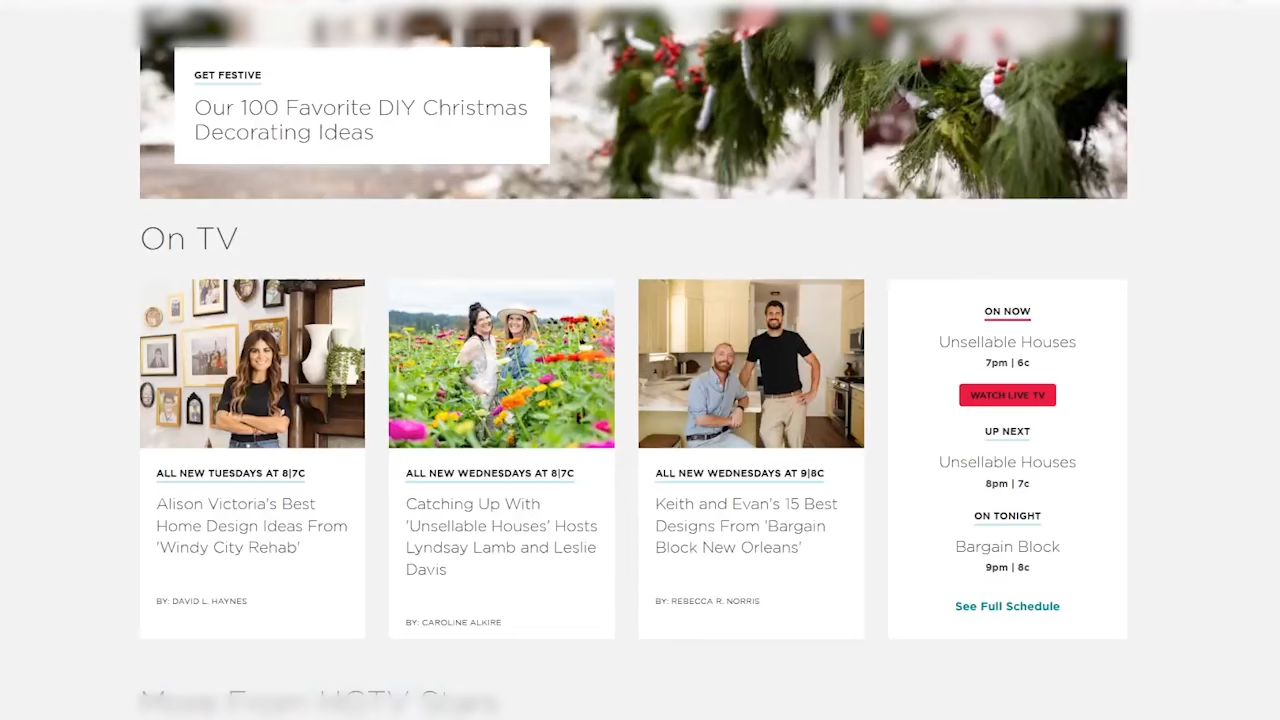 GET FESTIVE
Our 100 Favorite DIY Christmas
Decorating Ideas
On TV
ALL NEW TUESDAYS AT 8|7C
Alison Victoria's Best
Home Design Ideas From
'Windy City Rehab'
BY: DAVID L. HAYNES
ALL NEW WEDNESDAYS AT 8|7C
Catching Up With
'Unsellable Houses' Hosts
Lyndsay Lamb and Leslie
Davis
BY: CAROLINE ALKIRE
ALL NEW WEDNESDAYS AT 9|8C
Keith and Evan's 15 Best
Designs From 'Bargain
Block New Orleans'
BY: REBECCA R. NORRIS
ON NOW
Unsellable Houses
7pm | 6c
WATCH LIVE TV
UP NEXT
Unsellable Houses
8pm | 7c
ON TONIGHT
Bargain Block
9pm | 8c
See Full Schedule
More From HGTV Stars